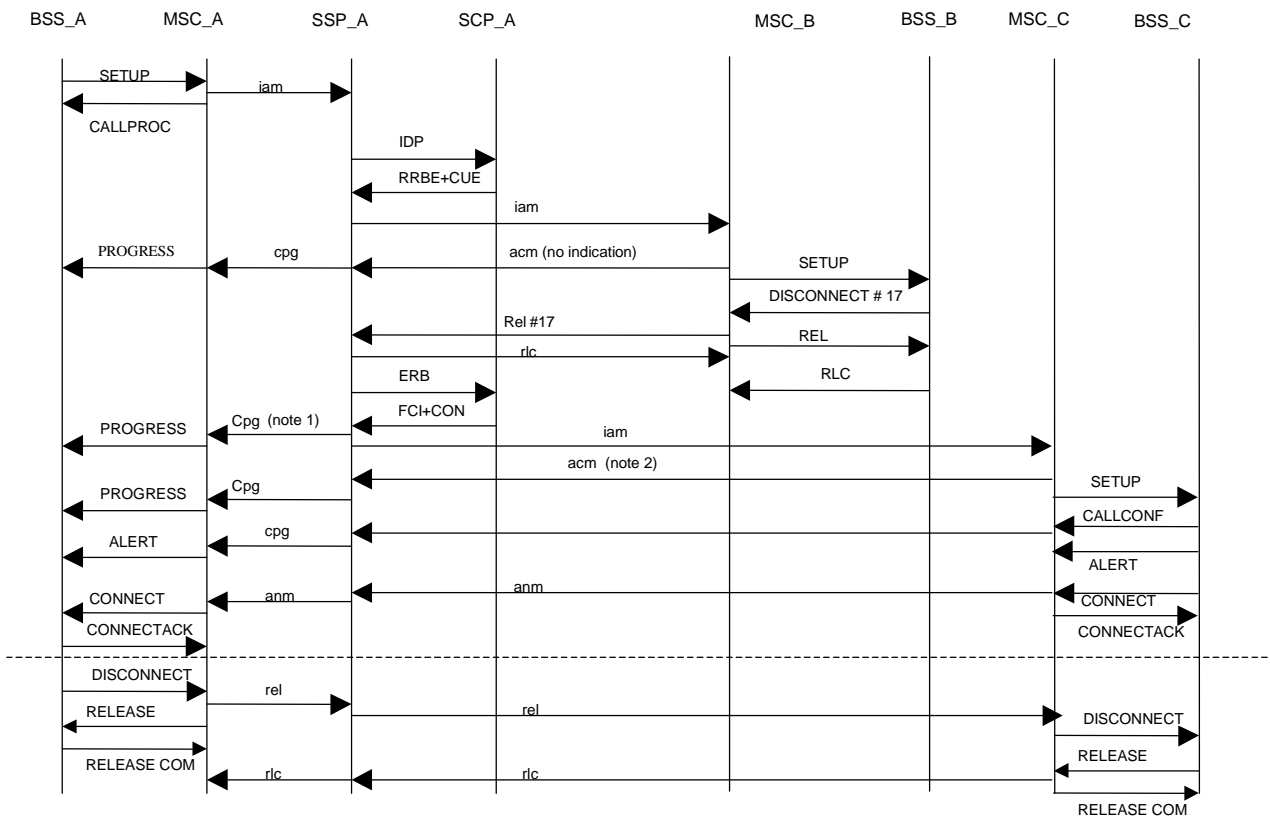 BSS_A MSC_A SSP_A SCP_A MSC_B BSS_B MSC_C BSS_C
SETUP
iam
CALLPROC
IDP
RRBE+CUE
iam
PROGRESS cpg acm (no indication)
SETUP
DISCONNECT # 17
Rel #17
REL
rlc
ERB
RLC
FCI+CON
PROGRESS Cpg (note 1)
iam
acm (note 2)
SETUP
PROGRESS Cpg
CALLCONF
ALERT cpg
ALERT
CONNECT anm anm
CONNECT
CONNECTACK
CONNECTACK
DISCONNECT
rel
RELEASE
rel
DISCONNECT
RELEASE COM
RELEASE
rlc rlc
RELEASE COM